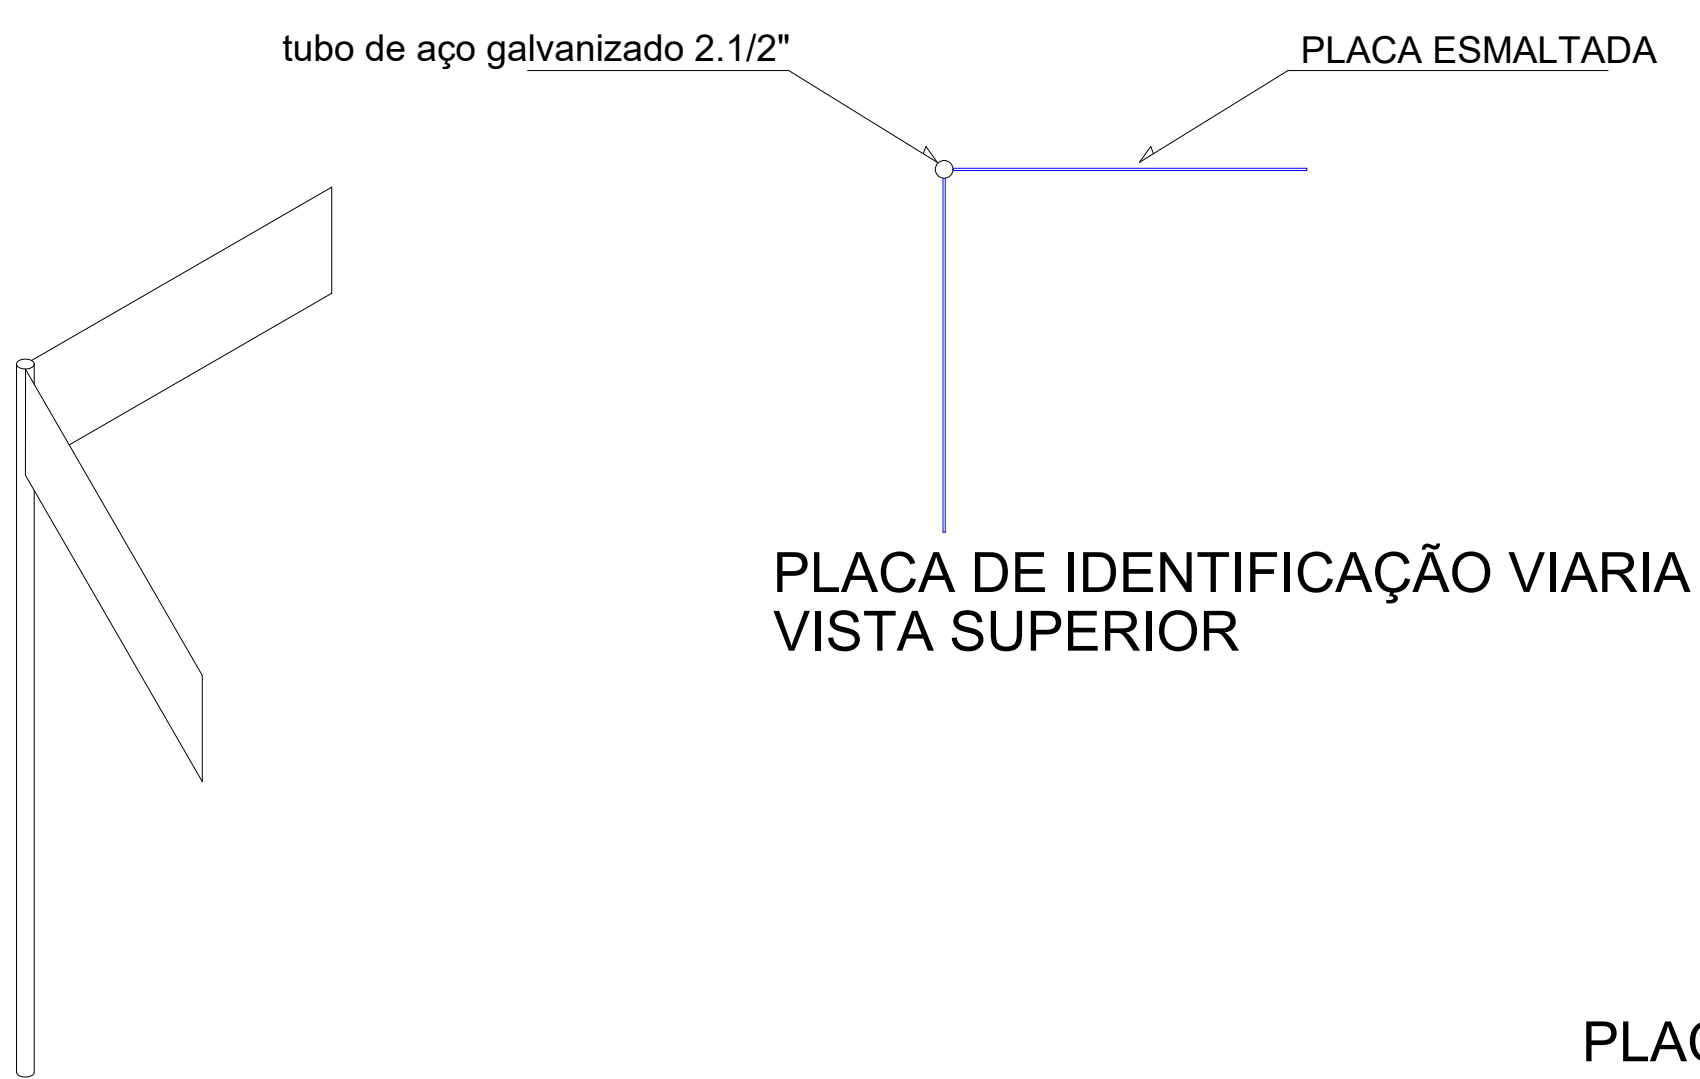 tubo de aço galvanizado 2.1/2"
PLACA ESMALTADA
PLACA DE IDENTIFICAÇÃO VIARIA
VISTA SUPERIOR